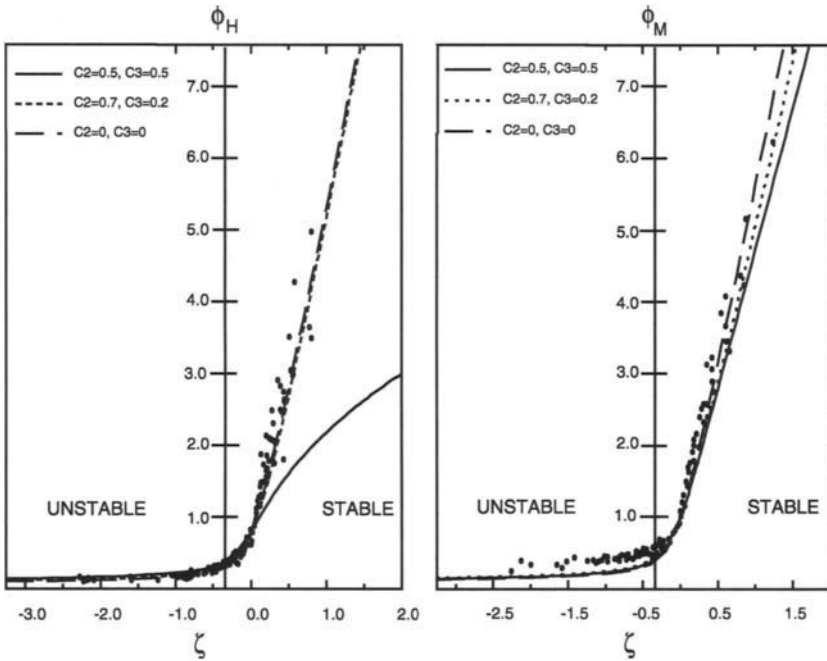 ϕH
C2=0.5, C3=0.5
C2=0.7, C3=0.2
C2=0, C3=0
7.0
6.0
5.0
4.0
3.0
2.0
1.0
UNSTABLE
STABLE
-3.0
-2.0
-1.0
0.0
1.0
2.0
ζ
ϕM
C2=0.5, C3=0.5
C2=0.7, C3=0.2
C2=0, C3=0
7.0
6.0
5.0
4.0
3.0
2.0
1.0
UNSTABLE
STABLE
-2.5
-1.5
-0.5
0.5
1.5
ζ